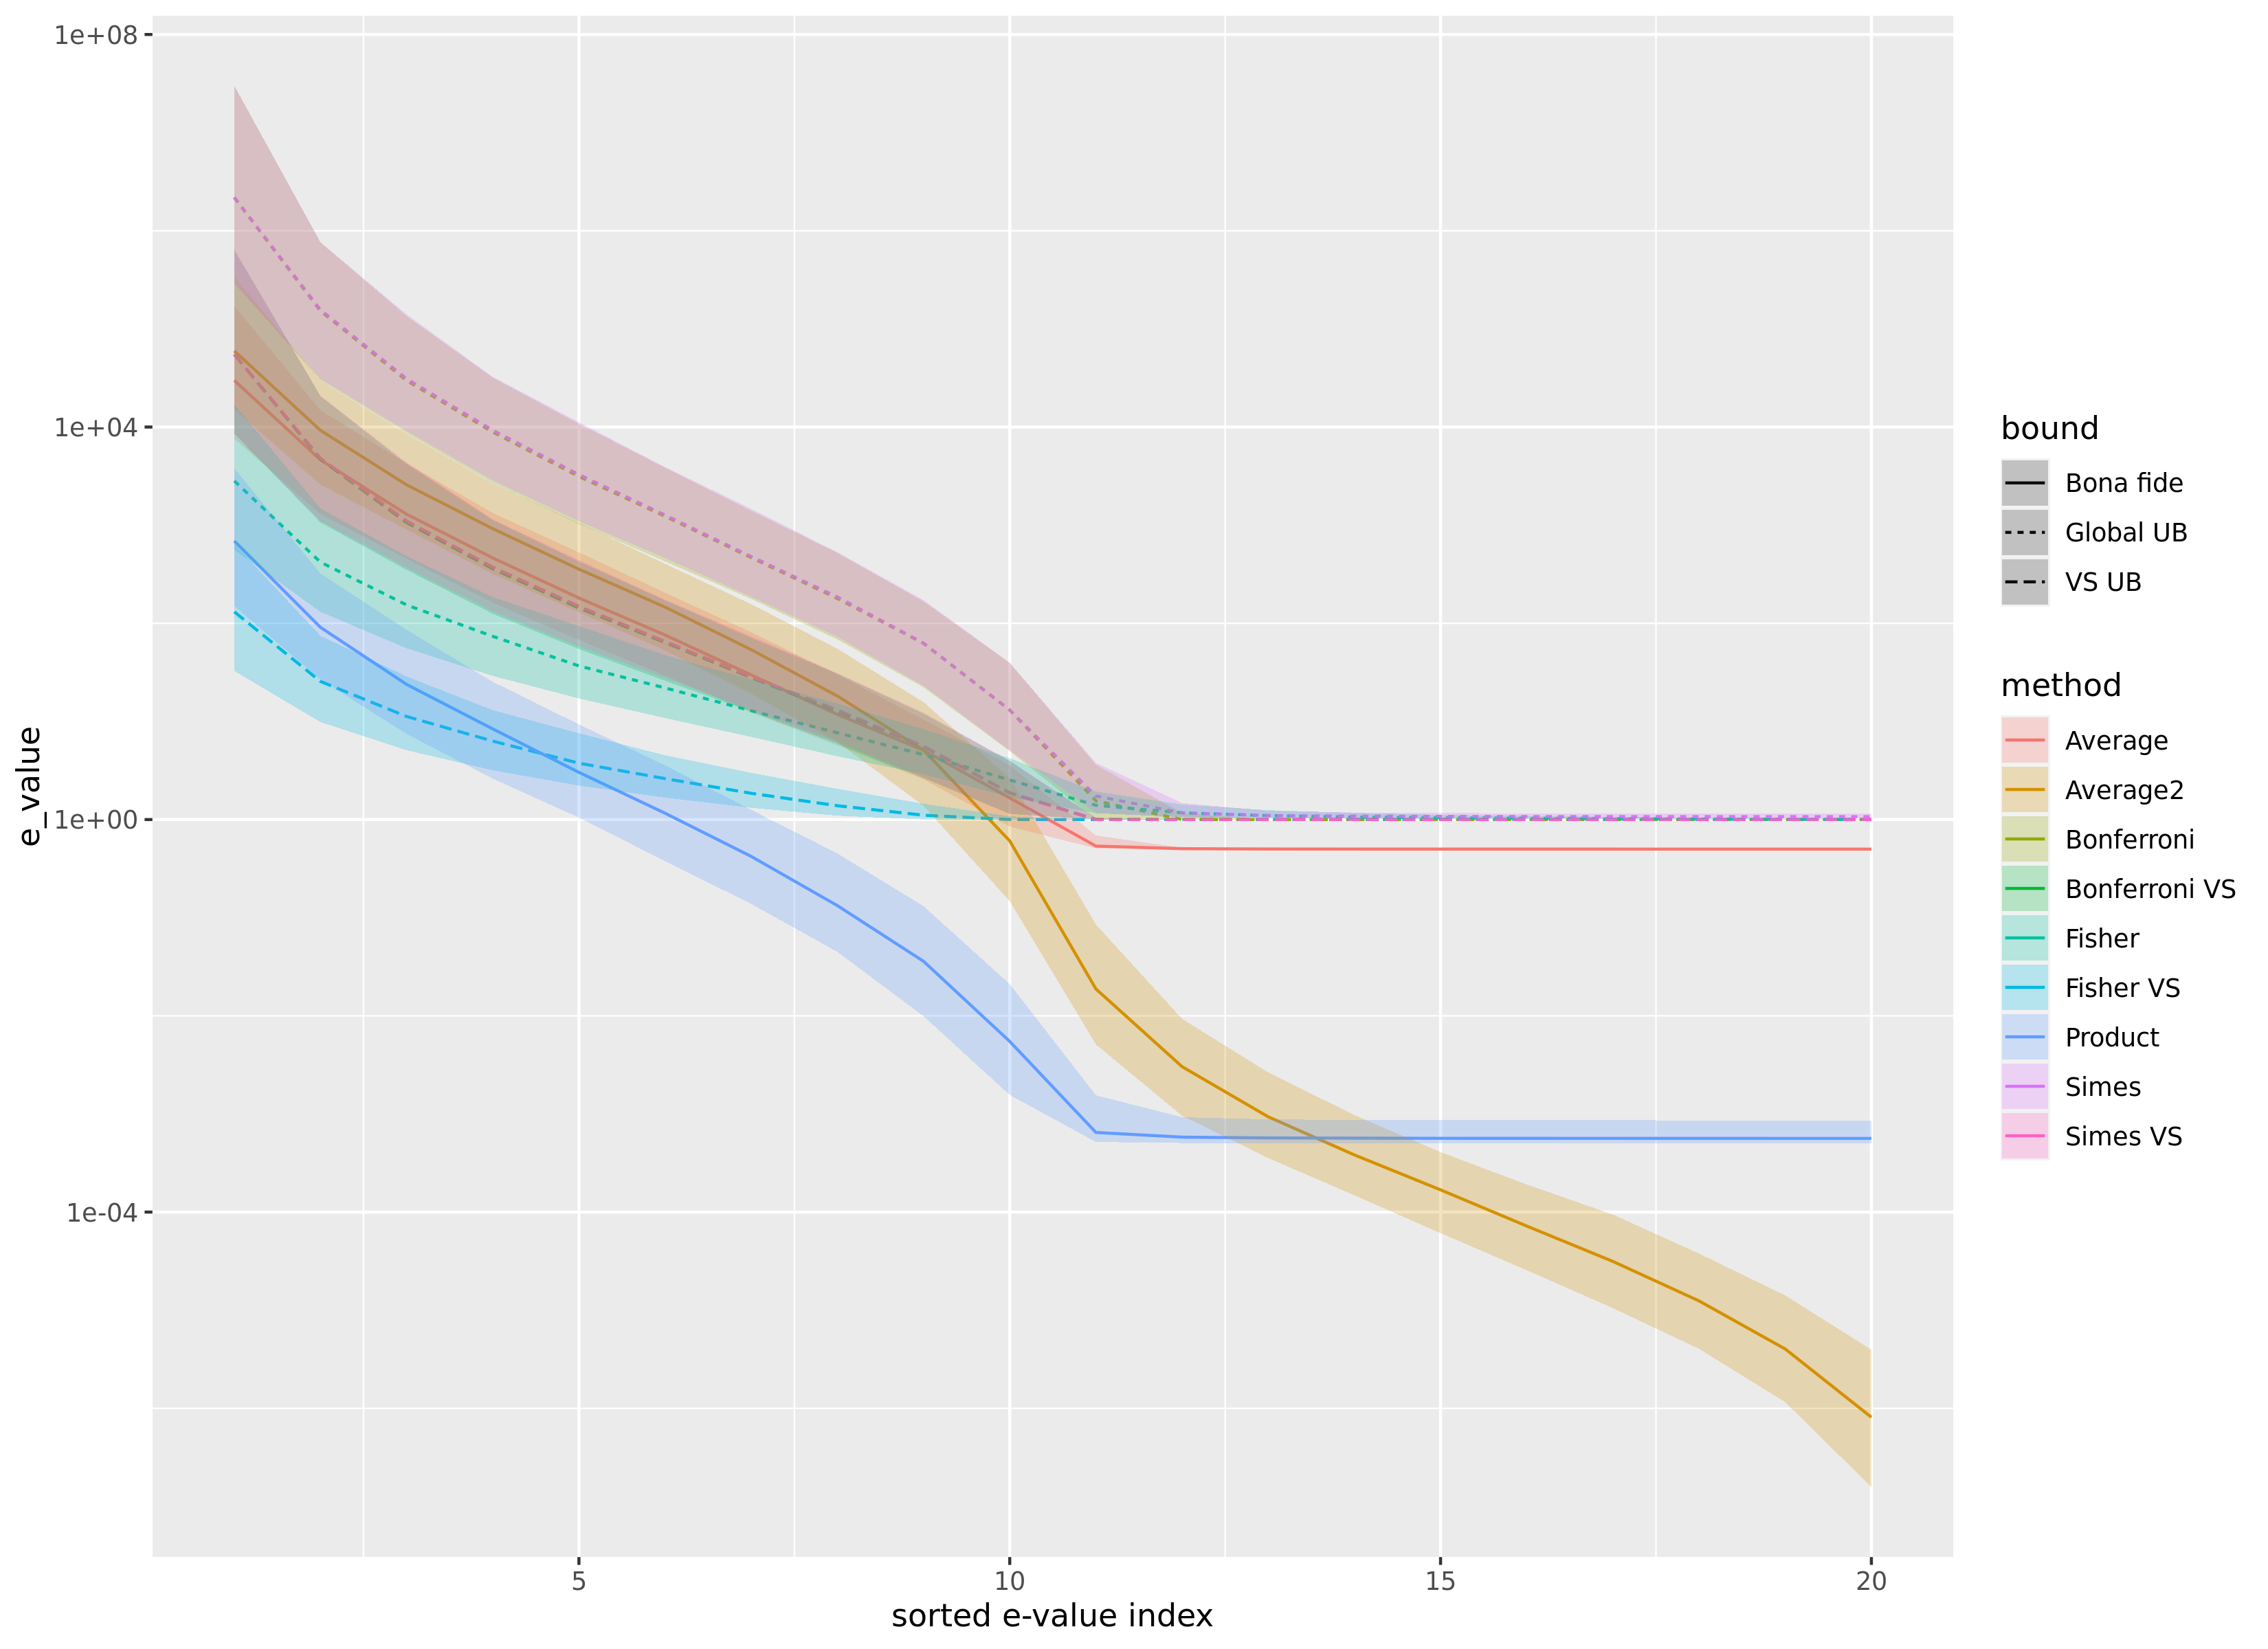 1e+08
1e+04
1e+00
1e-04
e_value
5
10
15
20
sorted e-value index
bound
Bona fide
Global UB
VS UB
method
Average
Average2
Bonferroni
Bonferroni VS
Fisher
Fisher VS
Product
Simes
Simes VS